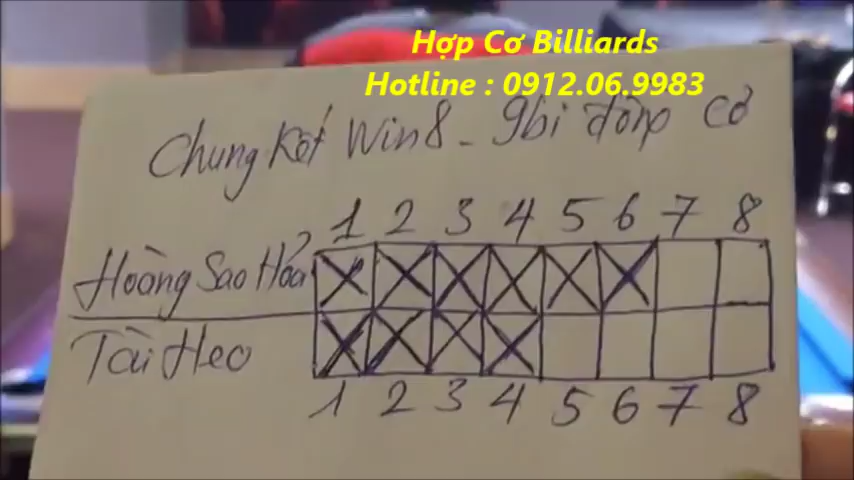 Hợp Cơ Billiards
Hotline : 0912.06.9983
Chung Kết Win8 - 9bi đồng cơ
1 2 3 4 5 6 7 8
Hoàng Sao Hỏa X X X X X X
Tài Heo X X X X
1 2 3 4 5 6 7 8